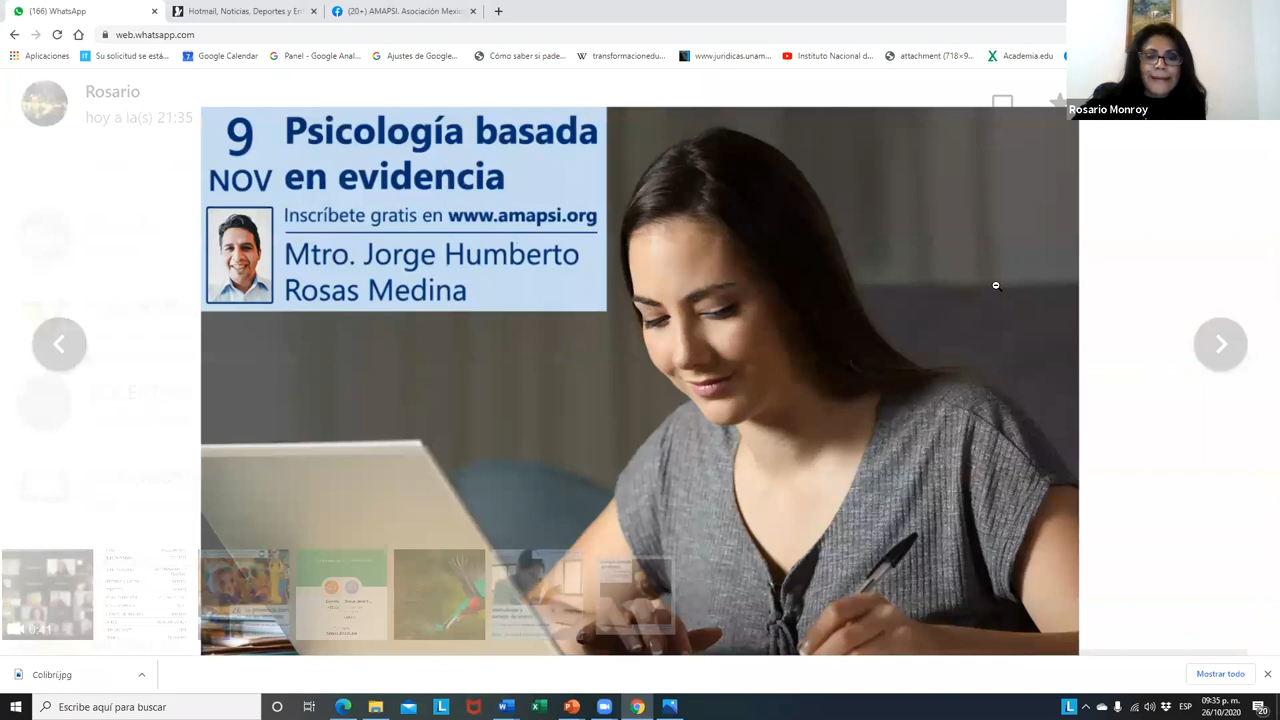 (166) WhatsApp
Hotmail, Noticias, Deportes y Ent
(20+) AMAPSI. Asociación Mexic
web.whatsapp.com
Aplicaciones
Su solicitud se está...
Google Calendar
Panel - Google Anal...
Ajustes de Google...
Cómo saber si pade...
transformacionedu...
www.juridicas.unam...
Instituto Nacional d...
attachment (718×9...
Academia.edu
Rosario
hoy a la(s) 21:35
Rosario Monroy
9
NOV
Psicología basada
en evidencia
Inscríbete gratis en www.amapsi.org
Mtro. Jorge Humberto
Rosas Medina
0:41
Colibrí.jpg
Mostrar todo
Escribe aquí para buscar
ESP
09:35 p. m.
26/10/2020
20